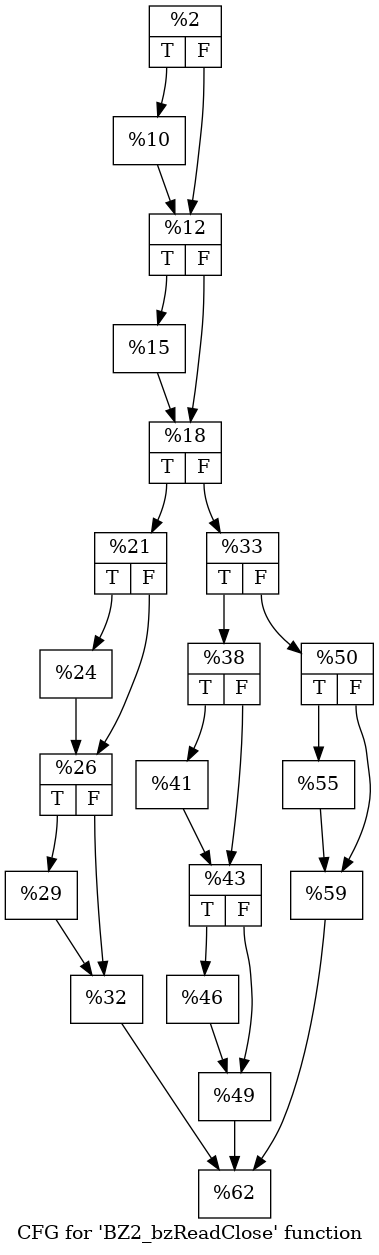 %2
T F
%10
%12
T F
%15
%18
T F
%21 %33
T F T F
%24 %38 %50
T F T F
%26 %41 %55
T F
%29 %43 %59
T F
%32 %46
%49
%62
CFG for 'BZ2_bzReadClose' function